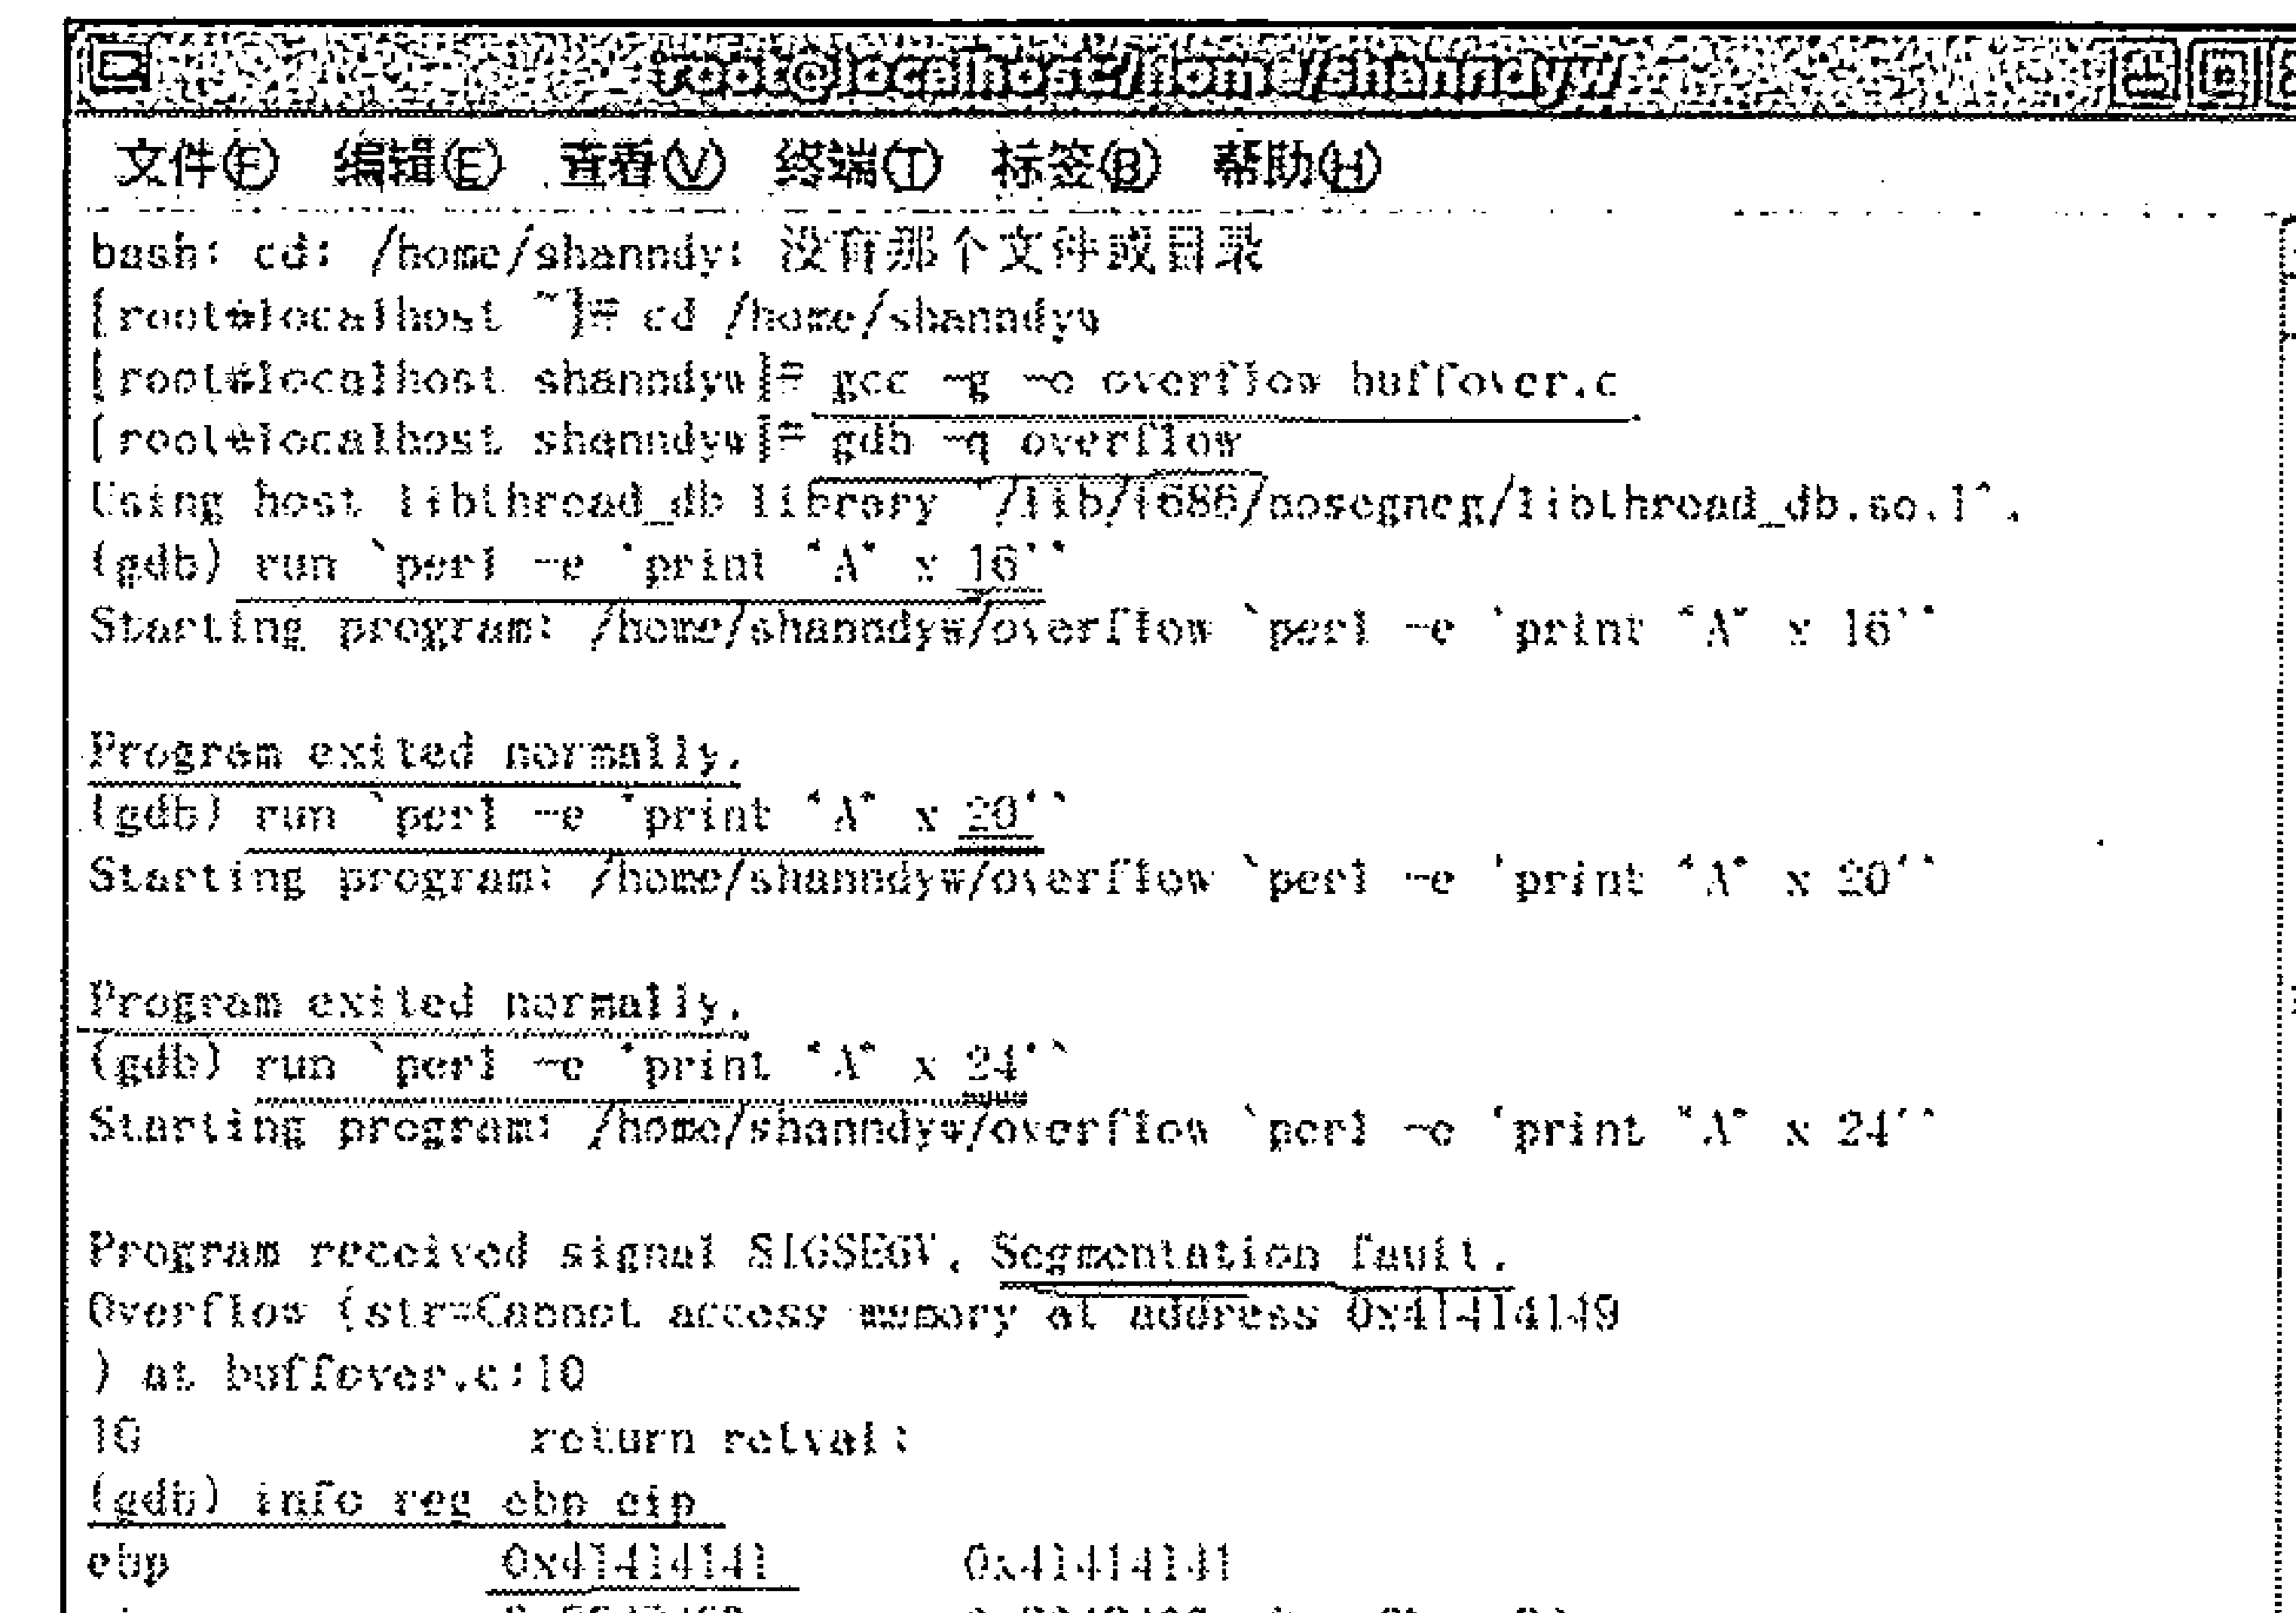 root@localhost:/home/shanndyw
文件(F) 编辑(E) 查看(V) 终端(T) 标签(B) 帮助(H)
bash: cd: /home/shanndy: 没有那个文件或目录
[root@localhost ~]# cd /home/shanndyw
[root@localhost shanndyw]# gcc -g -o overflow buffover.c
[root@localhost shanndyw]# gdb -q overflow
Using host libthread_db library "/lib/i686/nosegneg/libthread_db.so.1".
(gdb) run `perl -e 'print "A" x 16'`
Starting program: /home/shanndyw/overflow `perl -e 'print "A" x 16'`
Program exited normally.
(gdb) run `perl -e 'print "A" x 20'`
Starting program: /home/shanndyw/overflow `perl -e 'print "A" x 20'`
Program exited normally.
(gdb) run `perl -e 'print "A" x 24'`
Starting program: /home/shanndyw/overflow `perl -e 'print "A" x 24'`
Program received signal SIGSEGV, Segmentation fault.
Overflow (str=Cannot access memory at address 0x41414149
) at buffover.c:10
10 return retval;
(gdb) info reg ebp eip
ebp 0x41414141 0x41414141